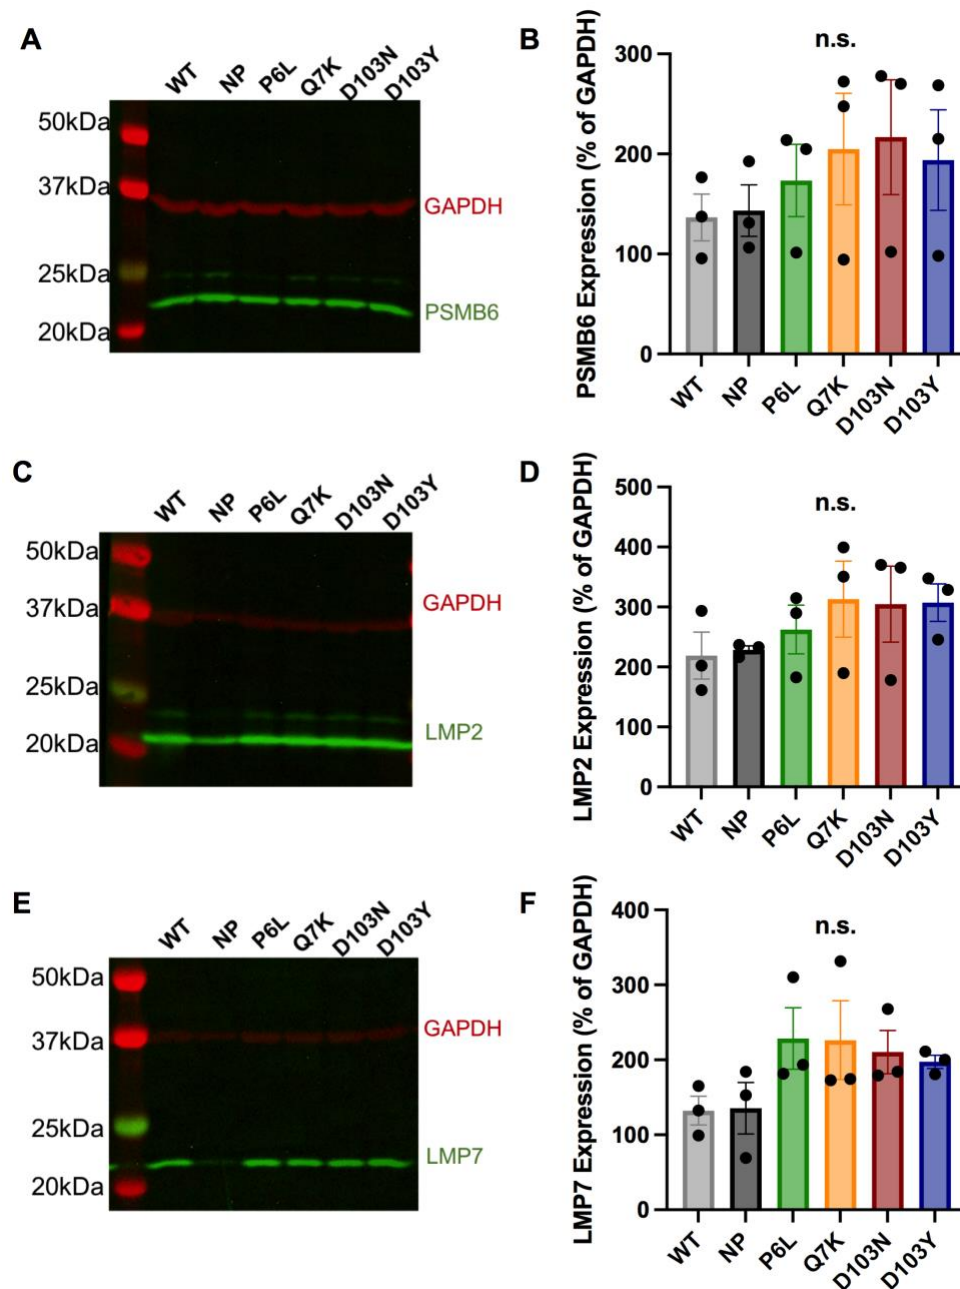 A
WT NP P6L Q7K D103N D103Y
50kDa
37kDa
GAPDH
25kDa
PSMB6
20kDa
B
n.s.
PSMB6 Expression (% of GAPDH)
300
200
100
0
WT NP P6L Q7K D103N D103Y
C
WT NP P6L Q7K D103N D103Y
50kDa
GAPDH
37kDa
25kDa
LMP2
20kDa
D
n.s.
LMP2 Expression (% of GAPDH)
500
400
300
200
100
0
WT NP P6L Q7K D103N D103Y
E
WT NP P6L Q7K D103N D103Y
50kDa
GAPDH
37kDa
25kDa
LMP7
20kDa
F
n.s.
LMP7 Expression (% of GAPDH)
400
300
200
100
0
WT NP P6L Q7K D103N D103Y